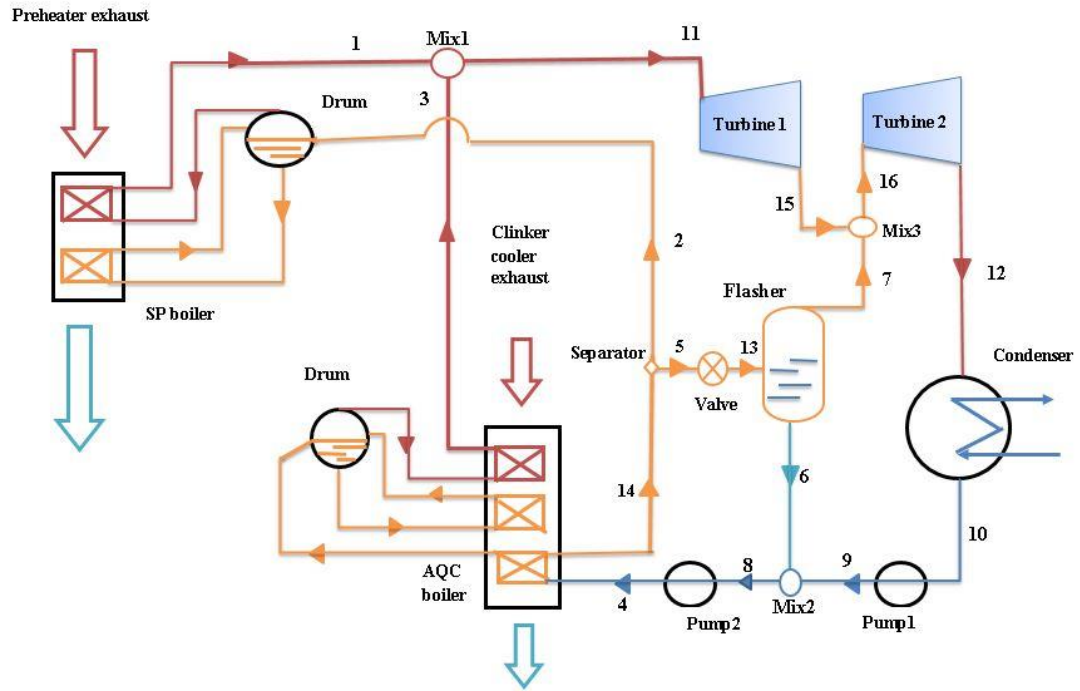 Preheater exhaust
1
Mix1
11
3
Drum
Turbine 1
Turbine 2
15
16
Mix3
Clinker
cooler
exhaust
2
7
12
SP boiler
Flasher
Separator
5
13
Condenser
Drum
Valve
14
6
10
AQC
boiler
4
8
9
Pump2
Mix2
Pump1